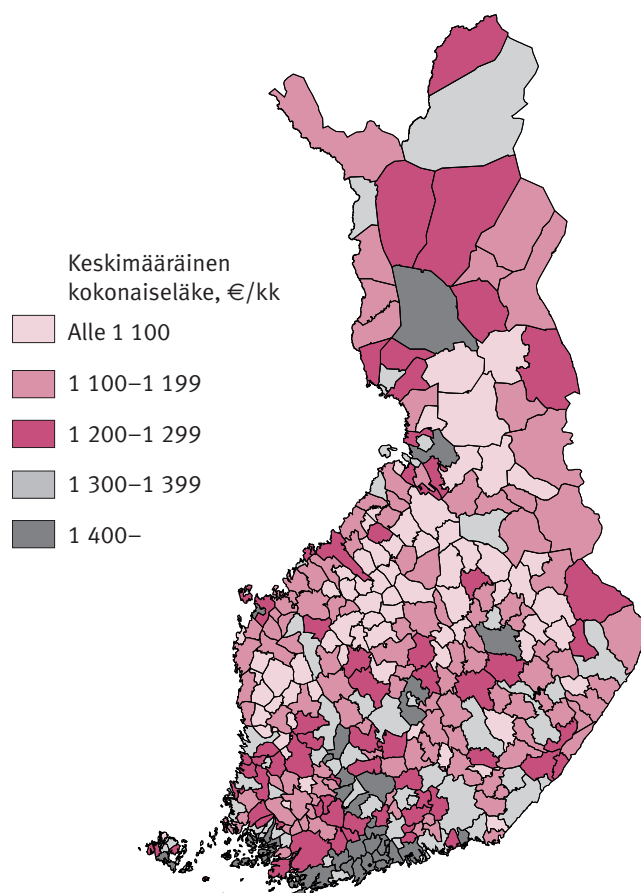 Keskimääräinen
kokonaiseläke, €/kk
Alle 1 100
1 100–1 199
1 200–1 299
1 300–1 399
1 400–